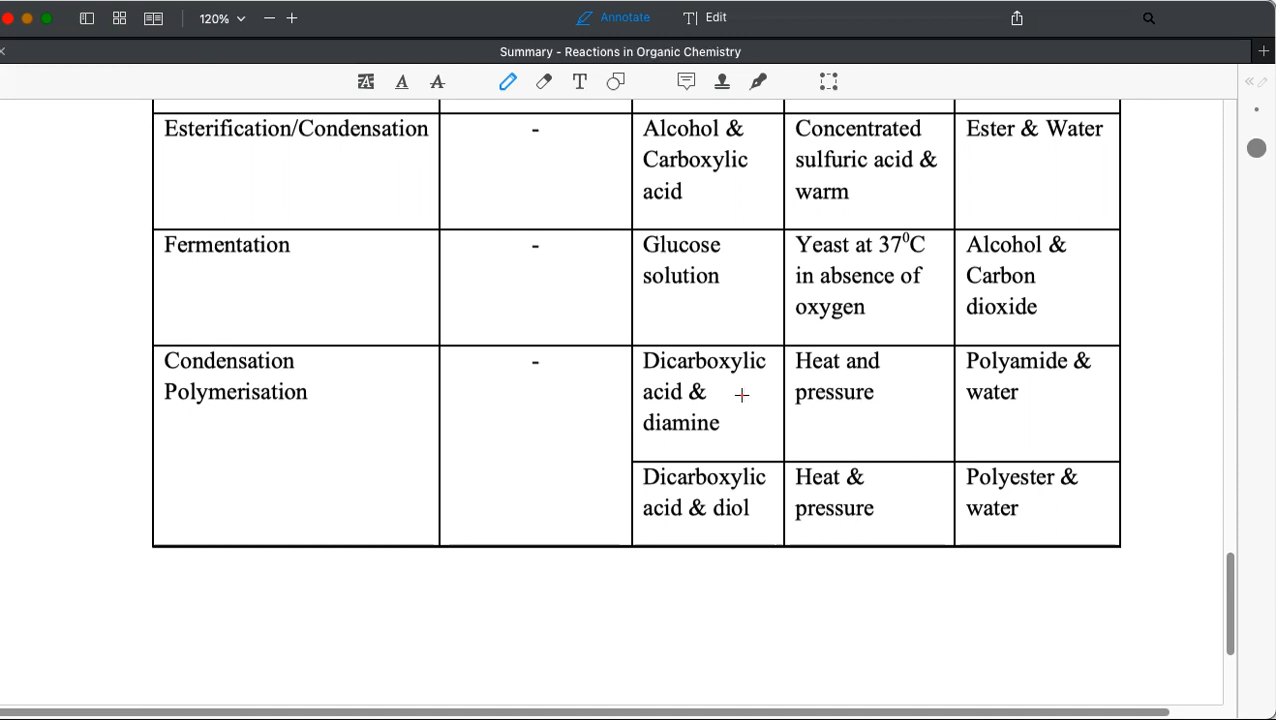 120%
Annotate
Edit
Summary - Reactions in Organic Chemistry
Esterification/Condensation
-
Alcohol &
Carboxylic
acid
Concentrated
sulfuric acid &
warm
Ester & Water
Fermentation
-
Glucose
solution
Yeast at 37⁰C
in absence of
oxygen
Alcohol &
Carbon
dioxide
Condensation
Polymerisation
-
Dicarboxylic
acid &
diamine
Heat and
pressure
Polyamide &
water
Dicarboxylic
acid & diol
Heat &
pressure
Polyester &
water